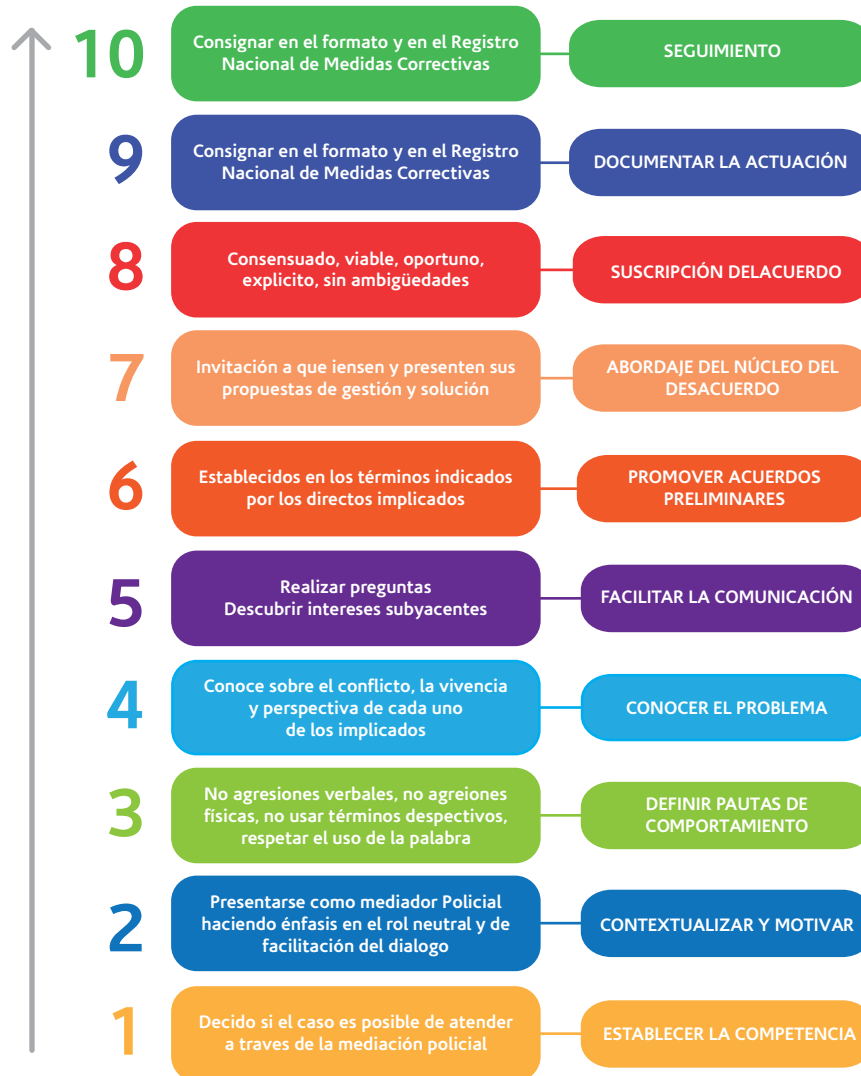 10
Consignar en el formato y en el Registro
Nacional de Medidas Correctivas
SEGUIMIENTO
9
Consignar en el formato y en el Registro
Nacional de Medidas Correctivas
DOCUMENTAR LA ACTUACIÓN
8
Consensuado, viable, oportuno,
explicito, sin ambigüedades
SUSCRIPCIÓN DELACUERDO
7
Invitación a que iensen y presenten sus
propuestas de gestión y solución
ABORDAJE DEL NÚCLEO DEL
DESACUERDO
6
Establecidos en los términos indicados
por los directos implicados
PROMOVER ACUERDOS
PRELIMINARES
5
Realizar preguntas
Descubrir intereses subyacentes
FACILITAR LA COMUNICACIÓN
4
Conoce sobre el conflicto, la vivencia
y perspectiva de cada uno
de los implicados
CONOCER EL PROBLEMA
3
No agresiones verbales, no agreiones
físicas, no usar términos despectivos,
respetar el uso de la palabra
DEFINIR PAUTAS DE
COMPORTAMIENTO
2
Presentarse como mediador Policial
haciendo énfasis en el rol neutral y de
facilitación del dialogo
CONTEXTUALIZAR Y MOTIVAR
1
Decido si el caso es posible de atender
a traves de la mediación policial
ESTABLECER LA COMPETENCIA